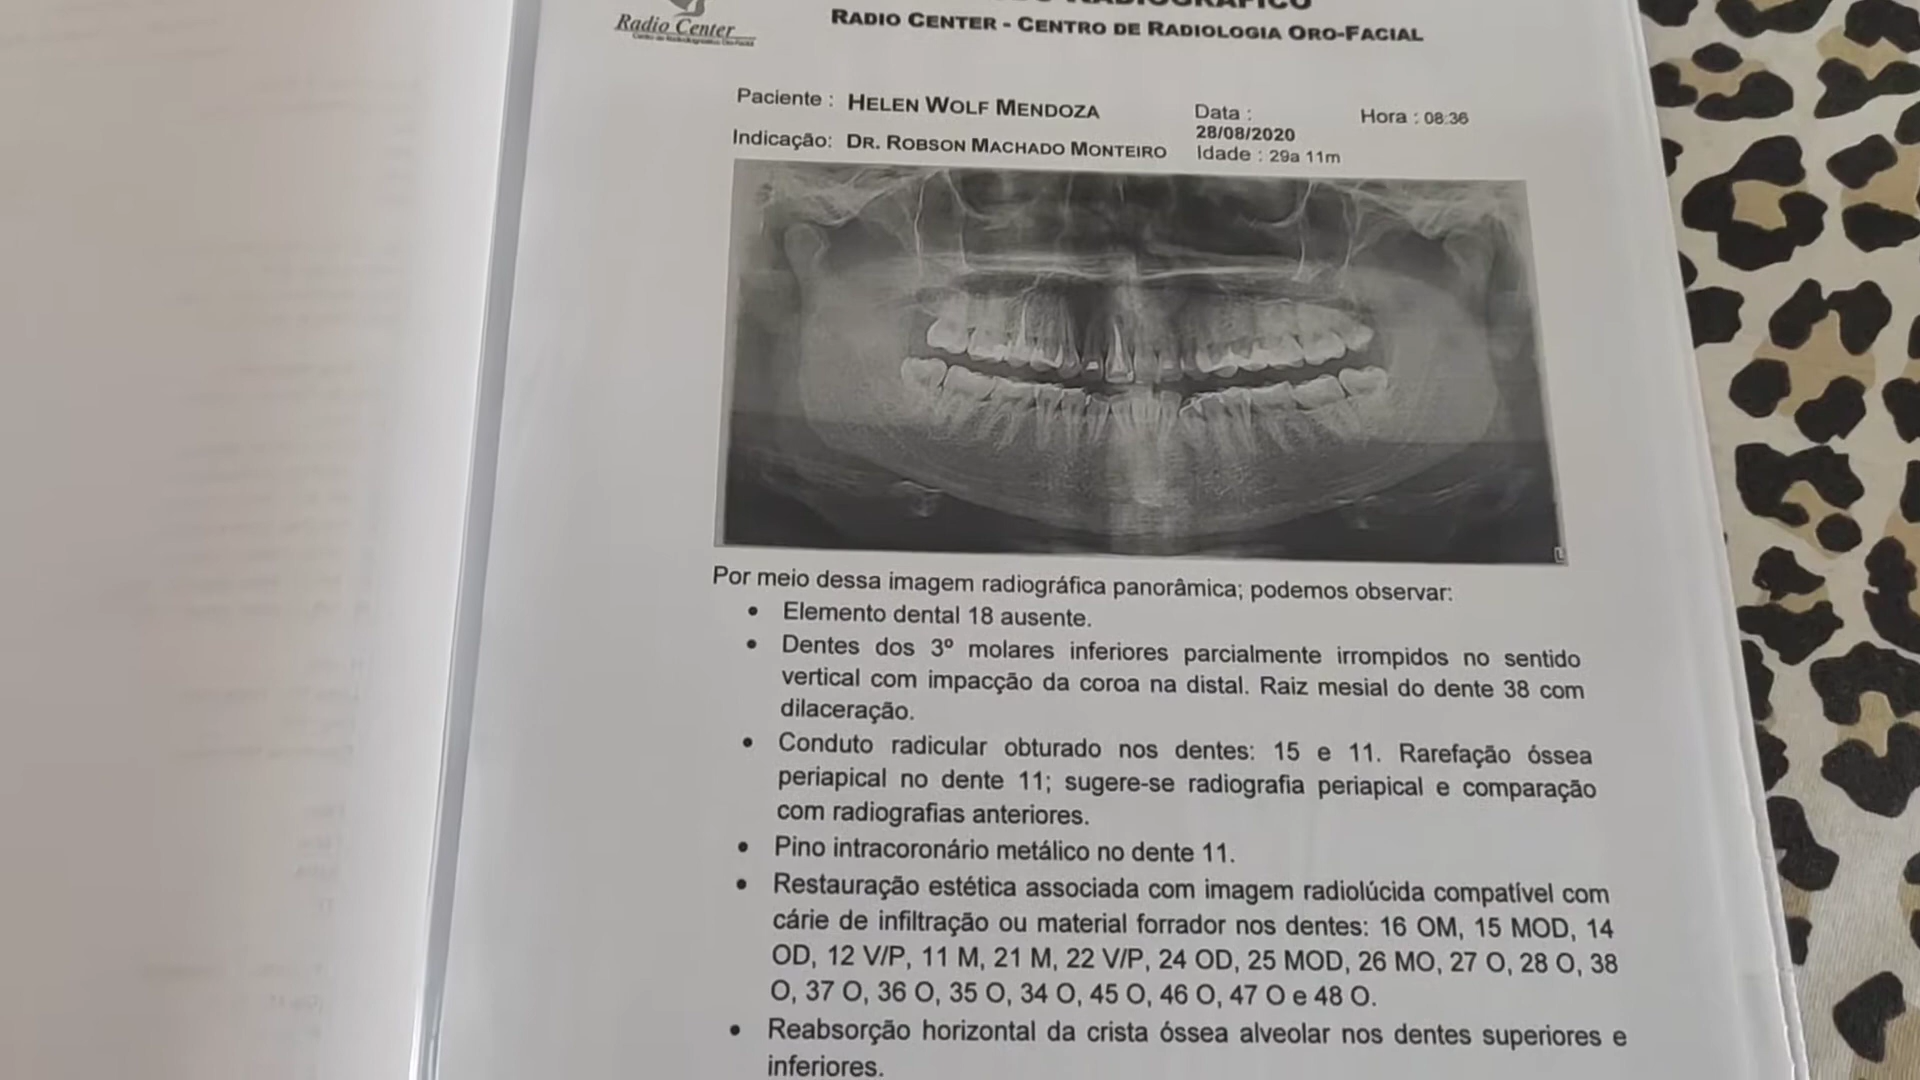 Radio Center
RADIO CENTER - CENTRO DE RADIOLOGIA ORO-FACIAL
Paciente : HELEN WOLF MENDOZA
Data :
28/08/2020
Hora : 08:36
Indicação: DR. ROBSON MACHADO MONTEIRO
Idade : 29a 11m
Por meio dessa imagem radiográfica panorâmica; podemos observar:
• Elemento dental 18 ausente.
• Dentes dos 3º molares inferiores parcialmente irrompidos no sentido
vertical com impacção da coroa na distal. Raiz mesial do dente 38 com
dilaceração.
• Conduto radicular obturado nos dentes: 15 e 11. Rarefação óssea
periapical no dente 11; sugere-se radiografia periapical e comparação
com radiografias anteriores.
• Pino intracoronário metálico no dente 11.
• Restauração estética associada com imagem radiolúcida compatível com
cárie de infiltração ou material forrador nos dentes: 16 OM, 15 MOD, 14
OD, 12 V/P, 11 M, 21 M, 22 V/P, 24 OD, 25 MOD, 26 MO, 27 O, 28 O, 38
O, 37 O, 36 O, 35 O, 34 O, 45 O, 46 O, 47 O e 48 O.
• Reabsorção horizontal da crista óssea alveolar nos dentes superiores e
inferiores.